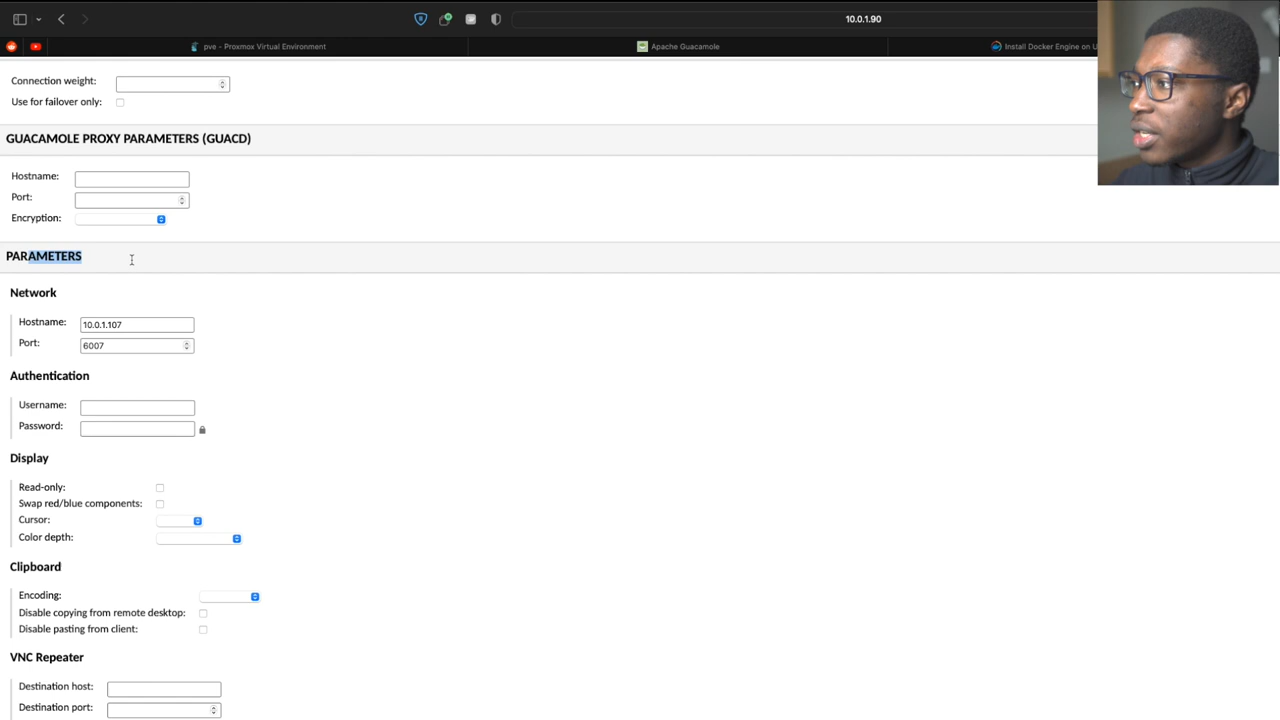 10.0.1.90
pve - Proxmox Virtual Environment
Apache Guacamole
Install Docker Engine on U
Connection weight:
Use for failover only:
GUACAMOLE PROXY PARAMETERS (GUACD)
Hostname:
Port:
Encryption:
PARAMETERS
Network
Hostname: 10.0.1.107
Port: 6007
Authentication
Username:
Password:
Display
Read-only:
Swap red/blue components:
Cursor:
Color depth:
Clipboard
Encoding:
Disable copying from remote desktop:
Disable pasting from client:
VNC Repeater
Destination host:
Destination port: